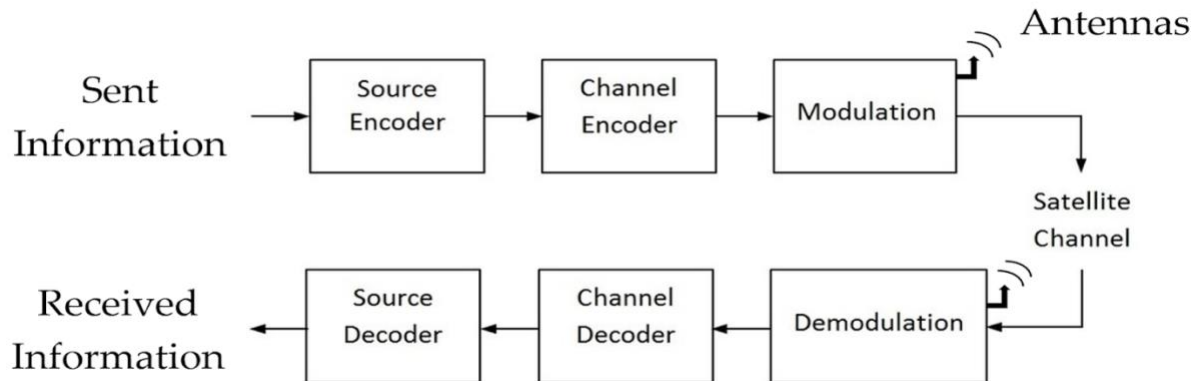 Antennas
Sent
Information
Source
Encoder
Channel
Encoder
Modulation
Satellite
Channel
Received
Information
Source
Decoder
Channel
Decoder
Demodulation